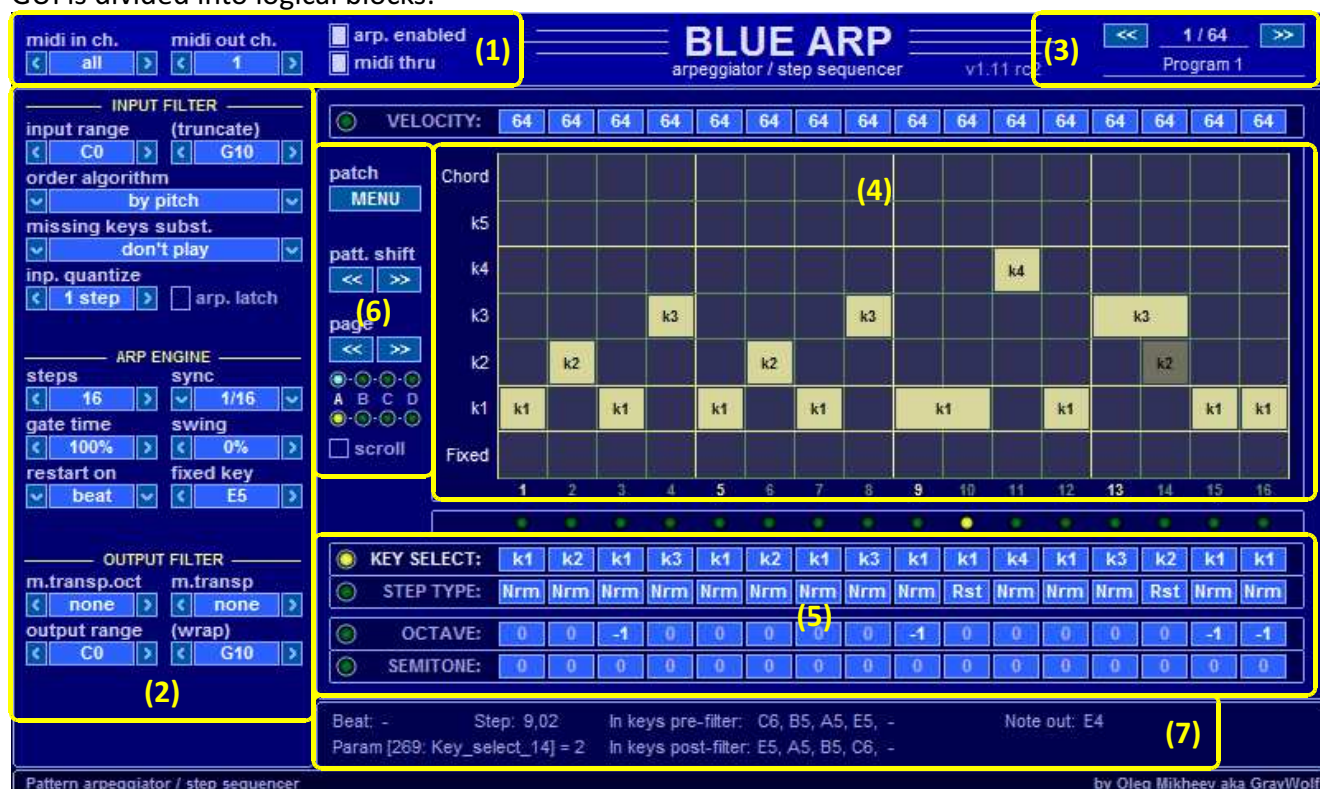 GUI is divided into logical blocks:
midi in ch. midi out ch. arp. enabled
< all > < 1 > midi thru (1)
BLUE ARP
arpeggiator / step sequencer v1.11 rc2
(3) << 1 / 64 >>
Program 1
INPUT FILTER
input range (truncate)
< C0 > < G10 >
order algorithm
by pitch
missing keys subst.
don't play
inp. quantize
< 1 step > arp. latch
ARP ENGINE
steps sync
< 16 > 1/16
gate time swing
< 100% > < 0% >
restart on fixed key
beat < E5 >
OUTPUT FILTER
m.transp.oct m.transp
< none > < none >
output range (wrap)
< C0 > < G10 >
(2)
VELOCITY: 64 64 64 64 64 64 64 64 64 64 64 64 64 64 64 64
patch
MENU
patt. shift
<< >>
(6)
page
<< >>
A B C D
scroll
Chord (4)
k5
k4 k4
k3 k3 k3 k3
k2 k2 k2 k2
k1 k1 k1 k1 k1 k1 k1 k1 k1
Fixed
1 2 3 4 5 6 7 8 9 10 11 12 13 14 15 16
KEY SELECT: k1 k2 k1 k3 k1 k2 k1 k3 k1 k1 k4 k1 k3 k2 k1 k1
STEP TYPE: Nrm Nrm Nrm Nrm Nrm Nrm Nrm Nrm Nrm Rst Nrm Nrm Nrm Rst Nrm Nrm
(5)
OCTAVE: 0 0 -1 0 0 0 0 0 -1 0 0 0 0 0 -1 -1
SEMITONE: 0 0 0 0 0 0 0 0 0 0 0 0 0 0 0 0
Beat: - Step: 9,02 In keys pre-filter: C6, B5, A5, E5, - Note out: E4
Param [269: Key_select_14] = 2 In keys post-filter: E5, A5, B5, C6, -
(7)
Pattern arpeggiator / step sequencer by Oleg Mikheev aka GrayWolf